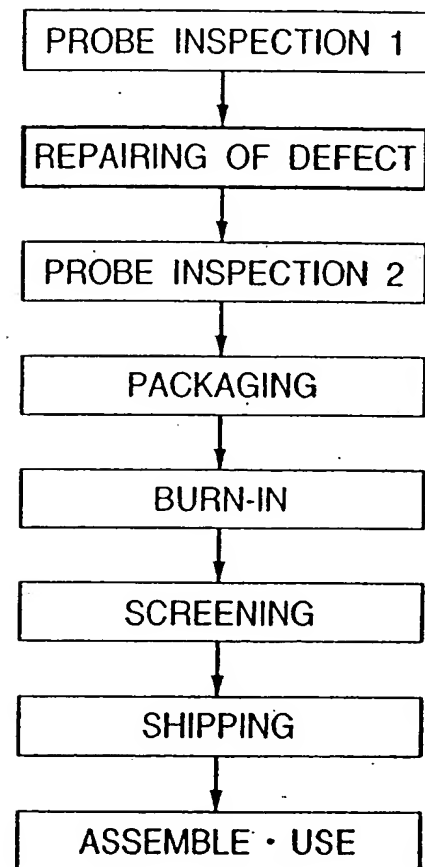 PROBE INSPECTION 1
REPAIRING OF DEFECT
PROBE INSPECTION 2
PACKAGING
BURN-IN
SCREENING
SHIPPING
ASSEMBLE · USE